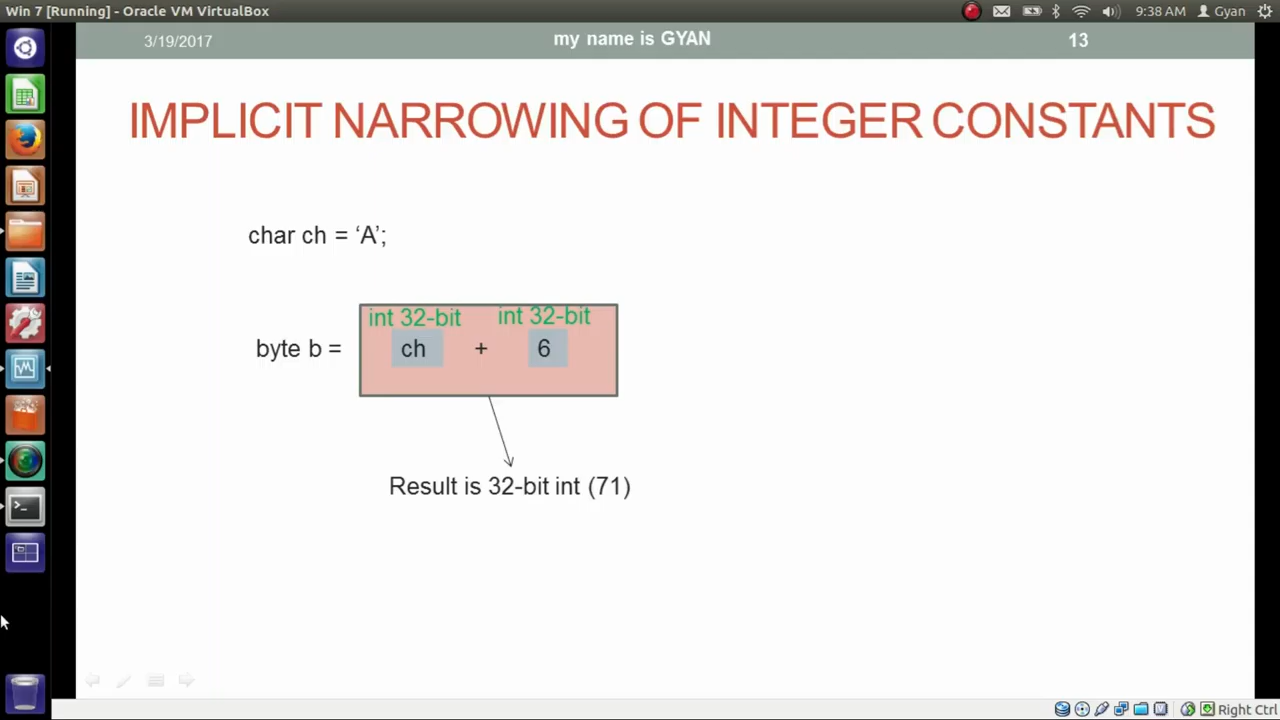 Win 7 [Running] - Oracle VM VirtualBox
9:38 AM
Gyan
3/19/2017
my name is GYAN
13
IMPLICIT NARROWING OF INTEGER CONSTANTS
char ch = ‘A’;
int 32-bit
int 32-bit
byte b =
ch
+
6
Result is 32-bit int (71)
Right Ctrl